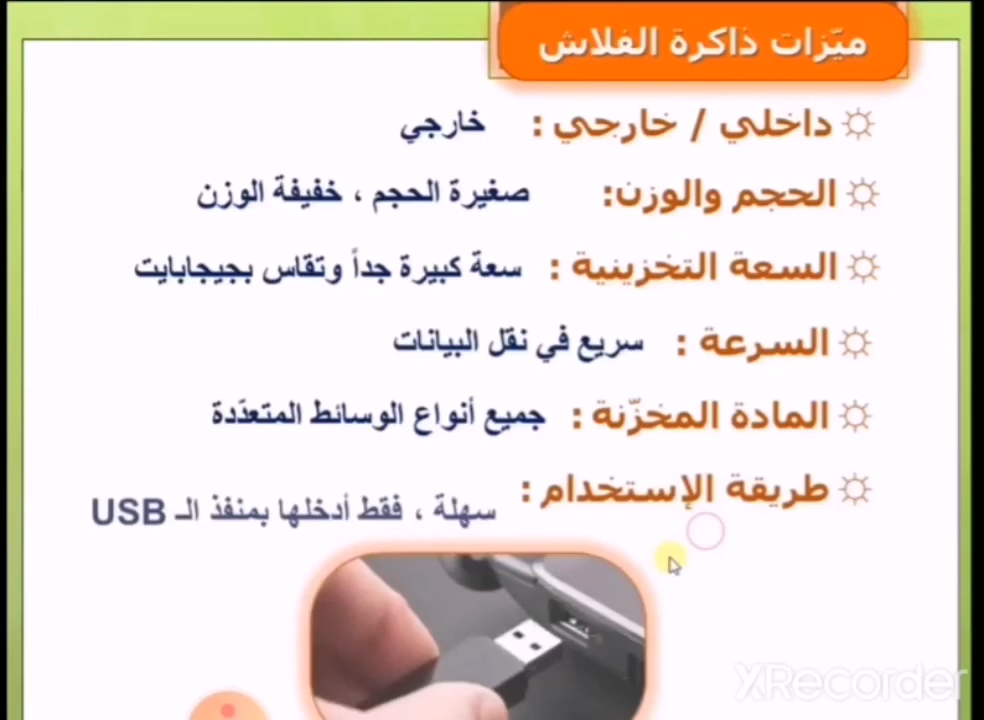 ميّزات ذاكرة الفلاش
داخلي / خارجي : خارجي
الحجم والوزن: صغيرة الحجم ، خفيفة الوزن
السعة التخزينية : سعة كبيرة جداً وتقاس بجيجابايت
السرعة : سريع في نقل البيانات
المادة المخزّنة : جميع أنواع الوسائط المتعدّدة
طريقة الإستخدام : سهلة ، فقط أدخلها بمنفذ الـ USB
XRecorder